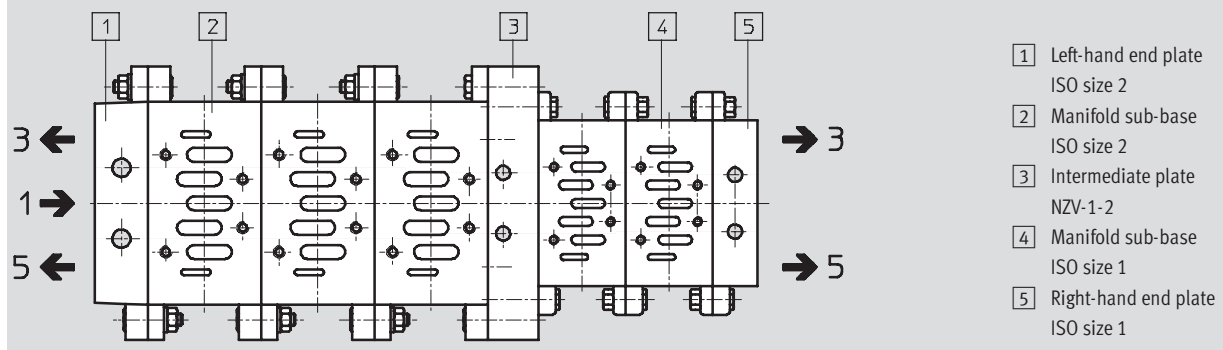 1 2 3 4 5
3 3
1
5 5
1 Left-hand end plate
ISO size 2
2 Manifold sub-base
ISO size 2
3 Intermediate plate
NZV-1-2
4 Manifold sub-base
ISO size 1
5 Right-hand end plate
ISO size 1